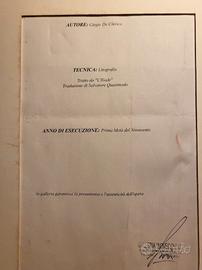 AUTORE: Giorgio De Chirico
TECNICA: Litografia
Tratto da "L'Iliade"
Traduzione di Salvatore Quasimodo
ANNO DI ESECUZIONE: Prima Metà del Novecento
la galleria garantisce la provenienza e l'autenticità dell'opera